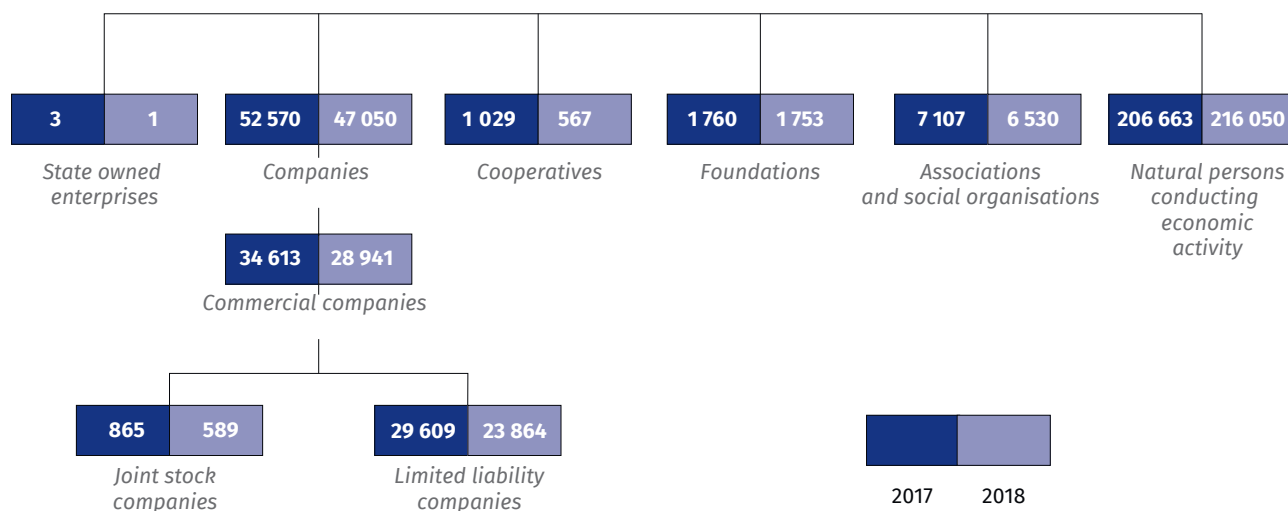 3 1
State owned
enterprises
52 570 47 050
Companies
1 029 567
Cooperatives
1 760 1 753
Foundations
7 107 6 530
Associations
and social organisations
206 663 216 050
Natural persons
conducting
economic
activity
34 613 28 941
Commercial companies
865 589
Joint stock
companies
29 609 23 864
Limited liability
companies
2017 2018